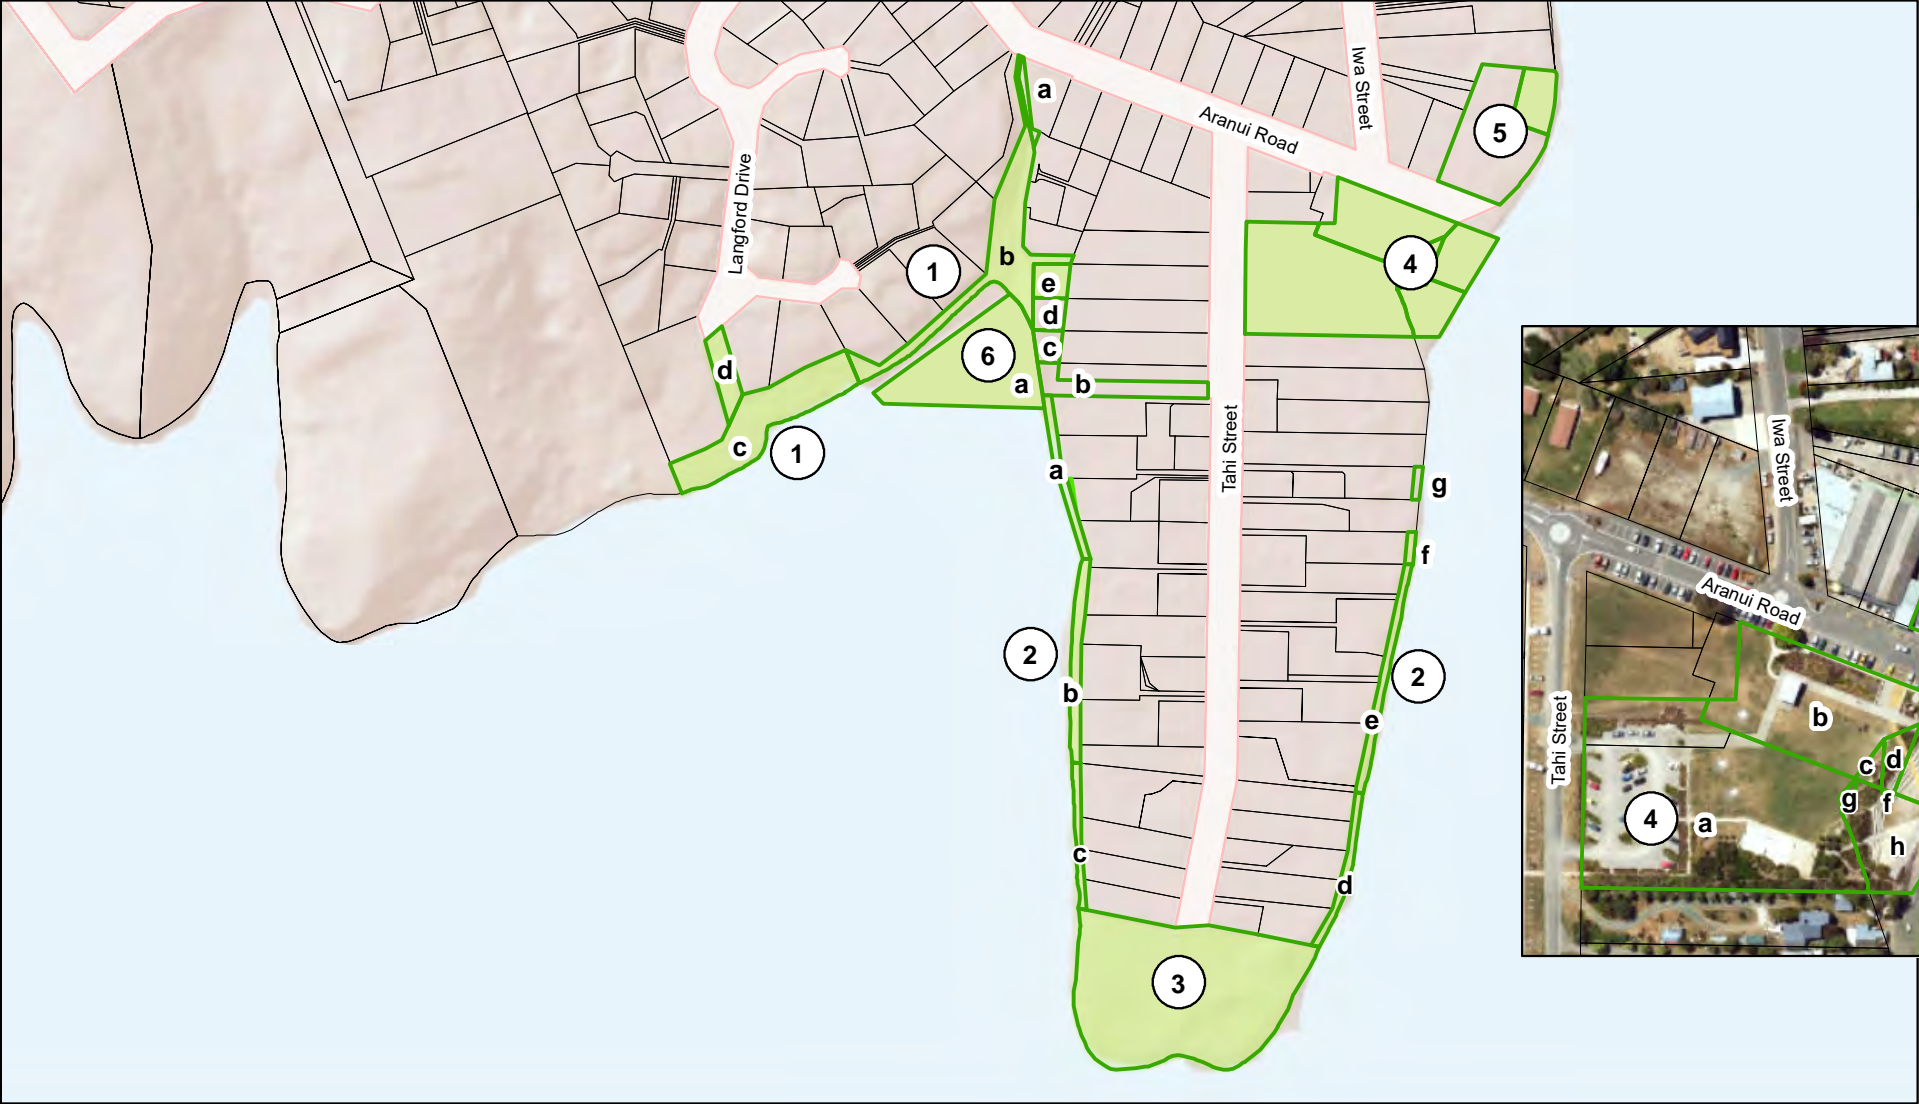 Iwa Street
a
5
Aranui Road
Langford Drive
b
1
4
e
d
c
6
a
b
d
c
1
Tahi Street
a
g
f
2
2
b
e
c
d
3
Iwa Street
Aranui Road
Tahi Street
b
c
d
g
f
4
a
h